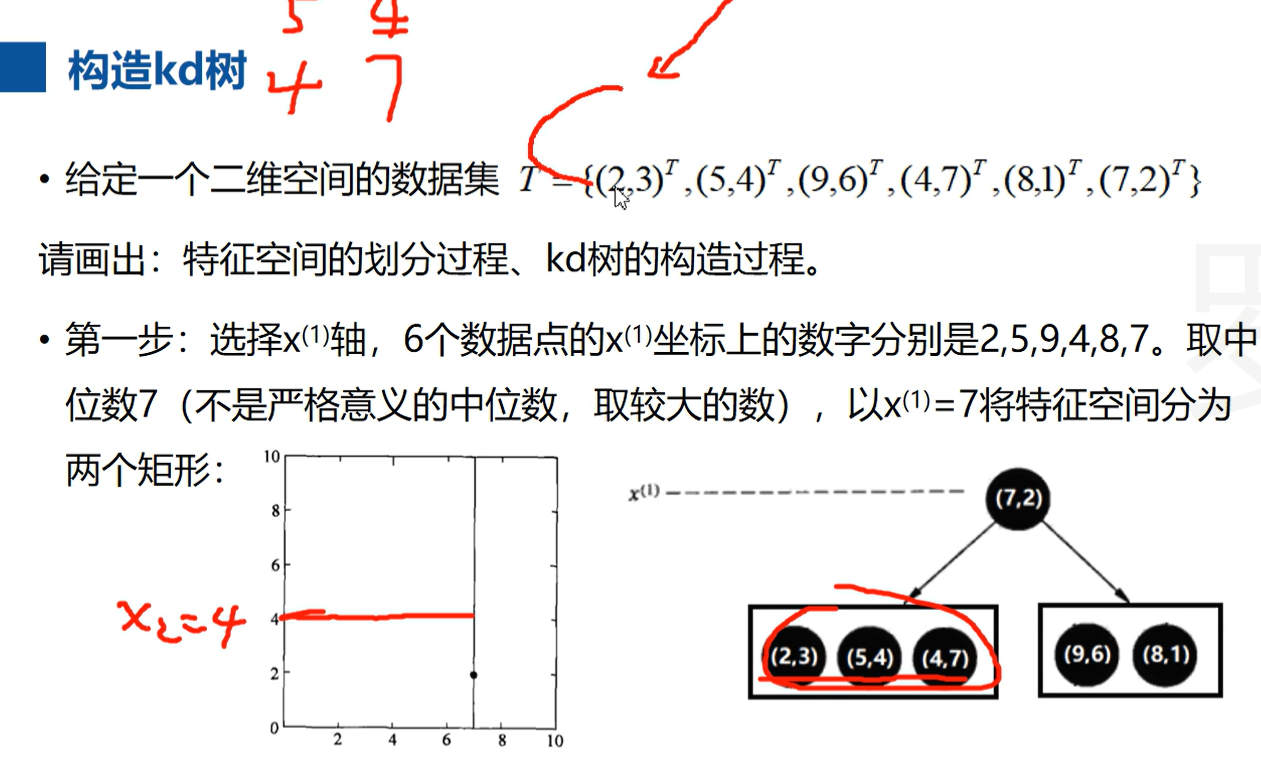 5 4
构造kd树
4 7
• 给定一个二维空间的数据集 T = {(2,3)ᵀ,(5,4)ᵀ,(9,6)ᵀ,(4,7)ᵀ,(8,1)ᵀ,(7,2)ᵀ}
请画出：特征空间的划分过程、kd树的构造过程。
• 第一步：选择x⁽¹⁾轴，6个数据点的x⁽¹⁾坐标上的数字分别是2,5,9,4,8,7。取中
位数7（不是严格意义的中位数，取较大的数），以x⁽¹⁾=7将特征空间分为
两个矩形：
10
8
6
4
2
0
2 4 6 8 10
x₂=4
x⁽¹⁾
(7,2)
(2,3) (5,4) (4,7)
(9,6) (8,1)